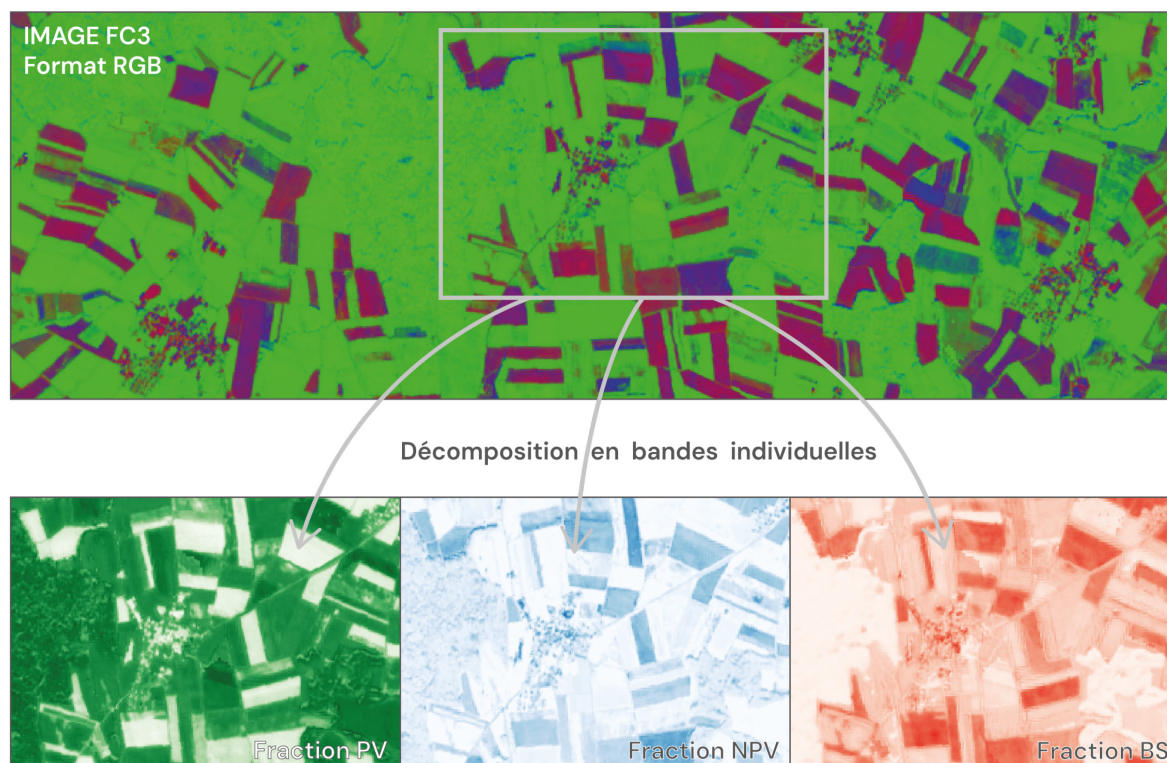 IMAGE FC3
Format RGB
Décomposition en bandes individuelles
Fraction PV
Fraction NPV
Fraction BS